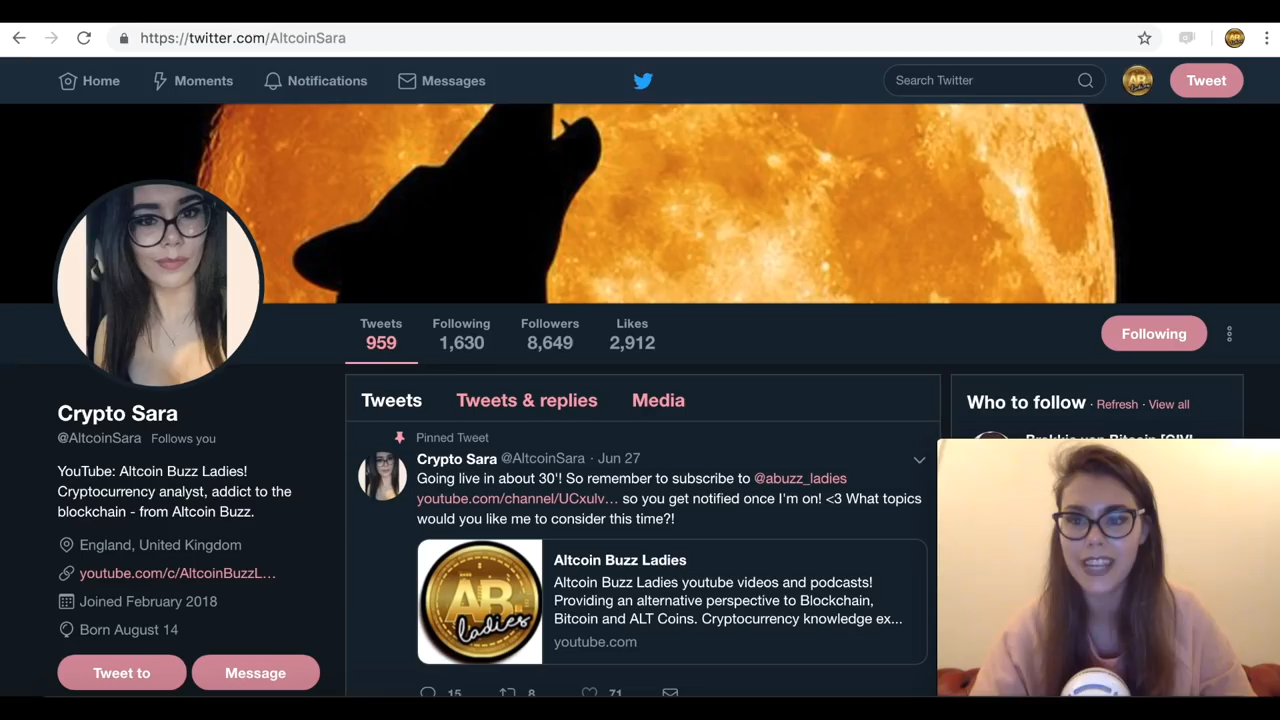 https://twitter.com/AltcoinSara
Home
Moments
Notifications
Messages
Search Twitter
AB
Tweet
Tweets
959
Following
1,630
Followers
8,649
Likes
2,912
Following
Crypto Sara
@AltcoinSara Follows you
YouTube: Altcoin Buzz Ladies!
Cryptocurrency analyst, addict to the
blockchain - from Altcoin Buzz.
England, United Kingdom
youtube.com/c/AltcoinBuzzL…
Joined February 2018
Born August 14
Tweet to
Message
Tweets
Tweets & replies
Media
Pinned Tweet
Crypto Sara @AltcoinSara · Jun 27
Going live in about 30'! So remember to subscribe to @abuzz_ladies
youtube.com/channel/UCxulv… so you get notified once I'm on! <3 What topics
would you like me to consider this time?!
AB
ladies
Altcoin Buzz Ladies
Altcoin Buzz Ladies youtube videos and podcasts!
Providing an alternative perspective to Blockchain,
Bitcoin and ALT Coins. Cryptocurrency knowledge ex...
youtube.com
15
8
71
Who to follow · Refresh · View all